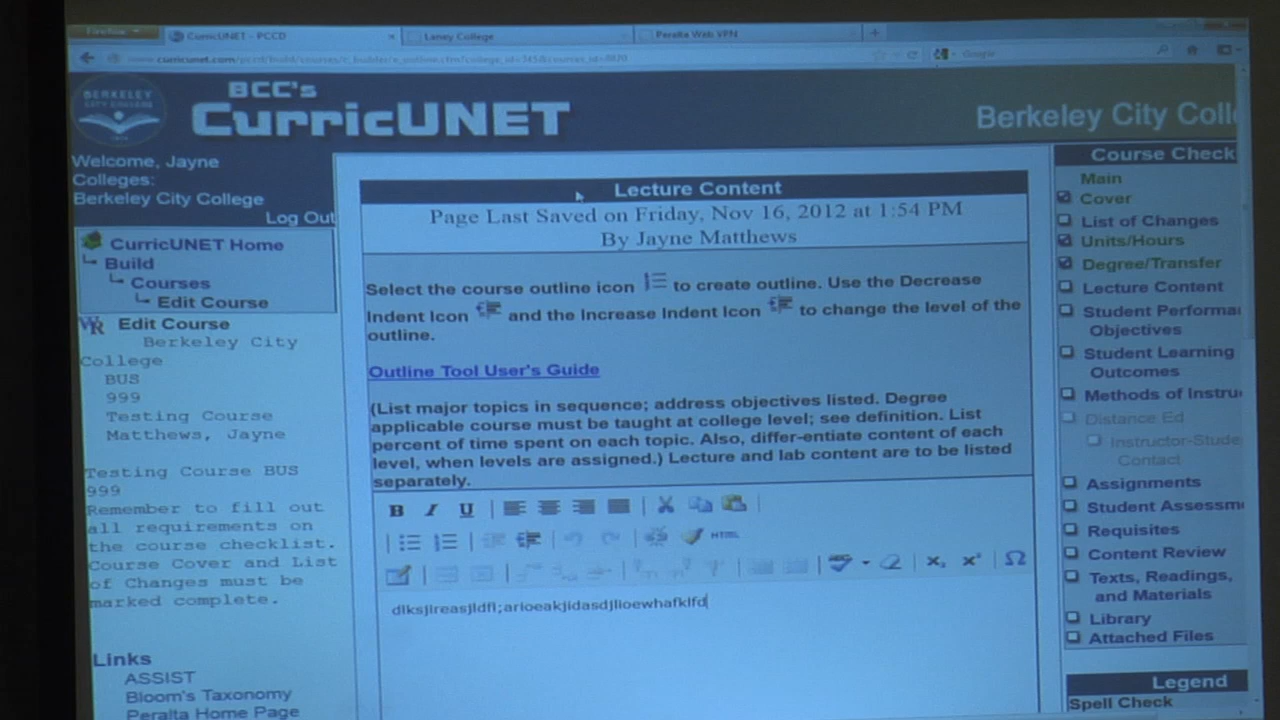 Firefox
CurricUNET - PCCD
Laney College
Peralta Web VPN
Google
BERKELEY
CITY COLLEGE
BCC's
CurricUNET
Berkeley City Coll
Welcome, Jayne
Colleges:
Berkeley City College
Log Out
CurricUNET Home
Build
Courses
Edit Course
Edit Course
Berkeley City
College
BUS
999
Testing Course
Matthews, Jayne
Testing Course BUS
999
Remember to fill out
all requirements on
the course checklist.
Course Cover and List
of Changes must be
marked complete.
Links
ASSIST
Bloom's Taxonomy
Peralta Home Page
Lecture Content
Page Last Saved on Friday, Nov 16, 2012 at 1:54 PM
By Jayne Matthews
Select the course outline icon to create outline. Use the Decrease
Indent Icon and the Increase Indent Icon to change the level of the
outline.
Outline Tool User's Guide
(List major topics in sequence; address objectives listed. Degree
applicable course must be taught at college level; see definition. List
percent of time spent on each topic. Also, differ-entiate content of each
level, when levels are assigned.) Lecture and lab content are to be listed
separately.
B I U
HTML
ABC x₂ x² Ω
Course Check
Main
Cover
List of Changes
Units/Hours
Degree/Transfer
Lecture Content
Student Performa
Objectives
Student Learning
Outcomes
Methods of Instru
Distance Ed
Instructor-Stude
Contact
Assignments
Student Assessm
Requisites
Content Review
Texts, Readings,
and Materials
Library
Attached Files
Legend
Spell Check